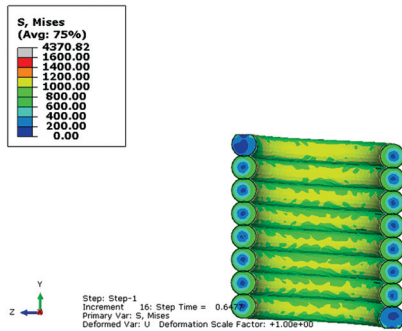 S, Mises
(Avg: 75%)
4370.82
1600.00
1400.00
1200.00
1000.00
800.00
600.00
400.00
200.00
0.00
Y
Z
Step: Step-1
Increment 16: Step Time = 0.6477
Primary Var: S, Mises
Deformed Var: U Deformation Scale Factor: +1.00e+00